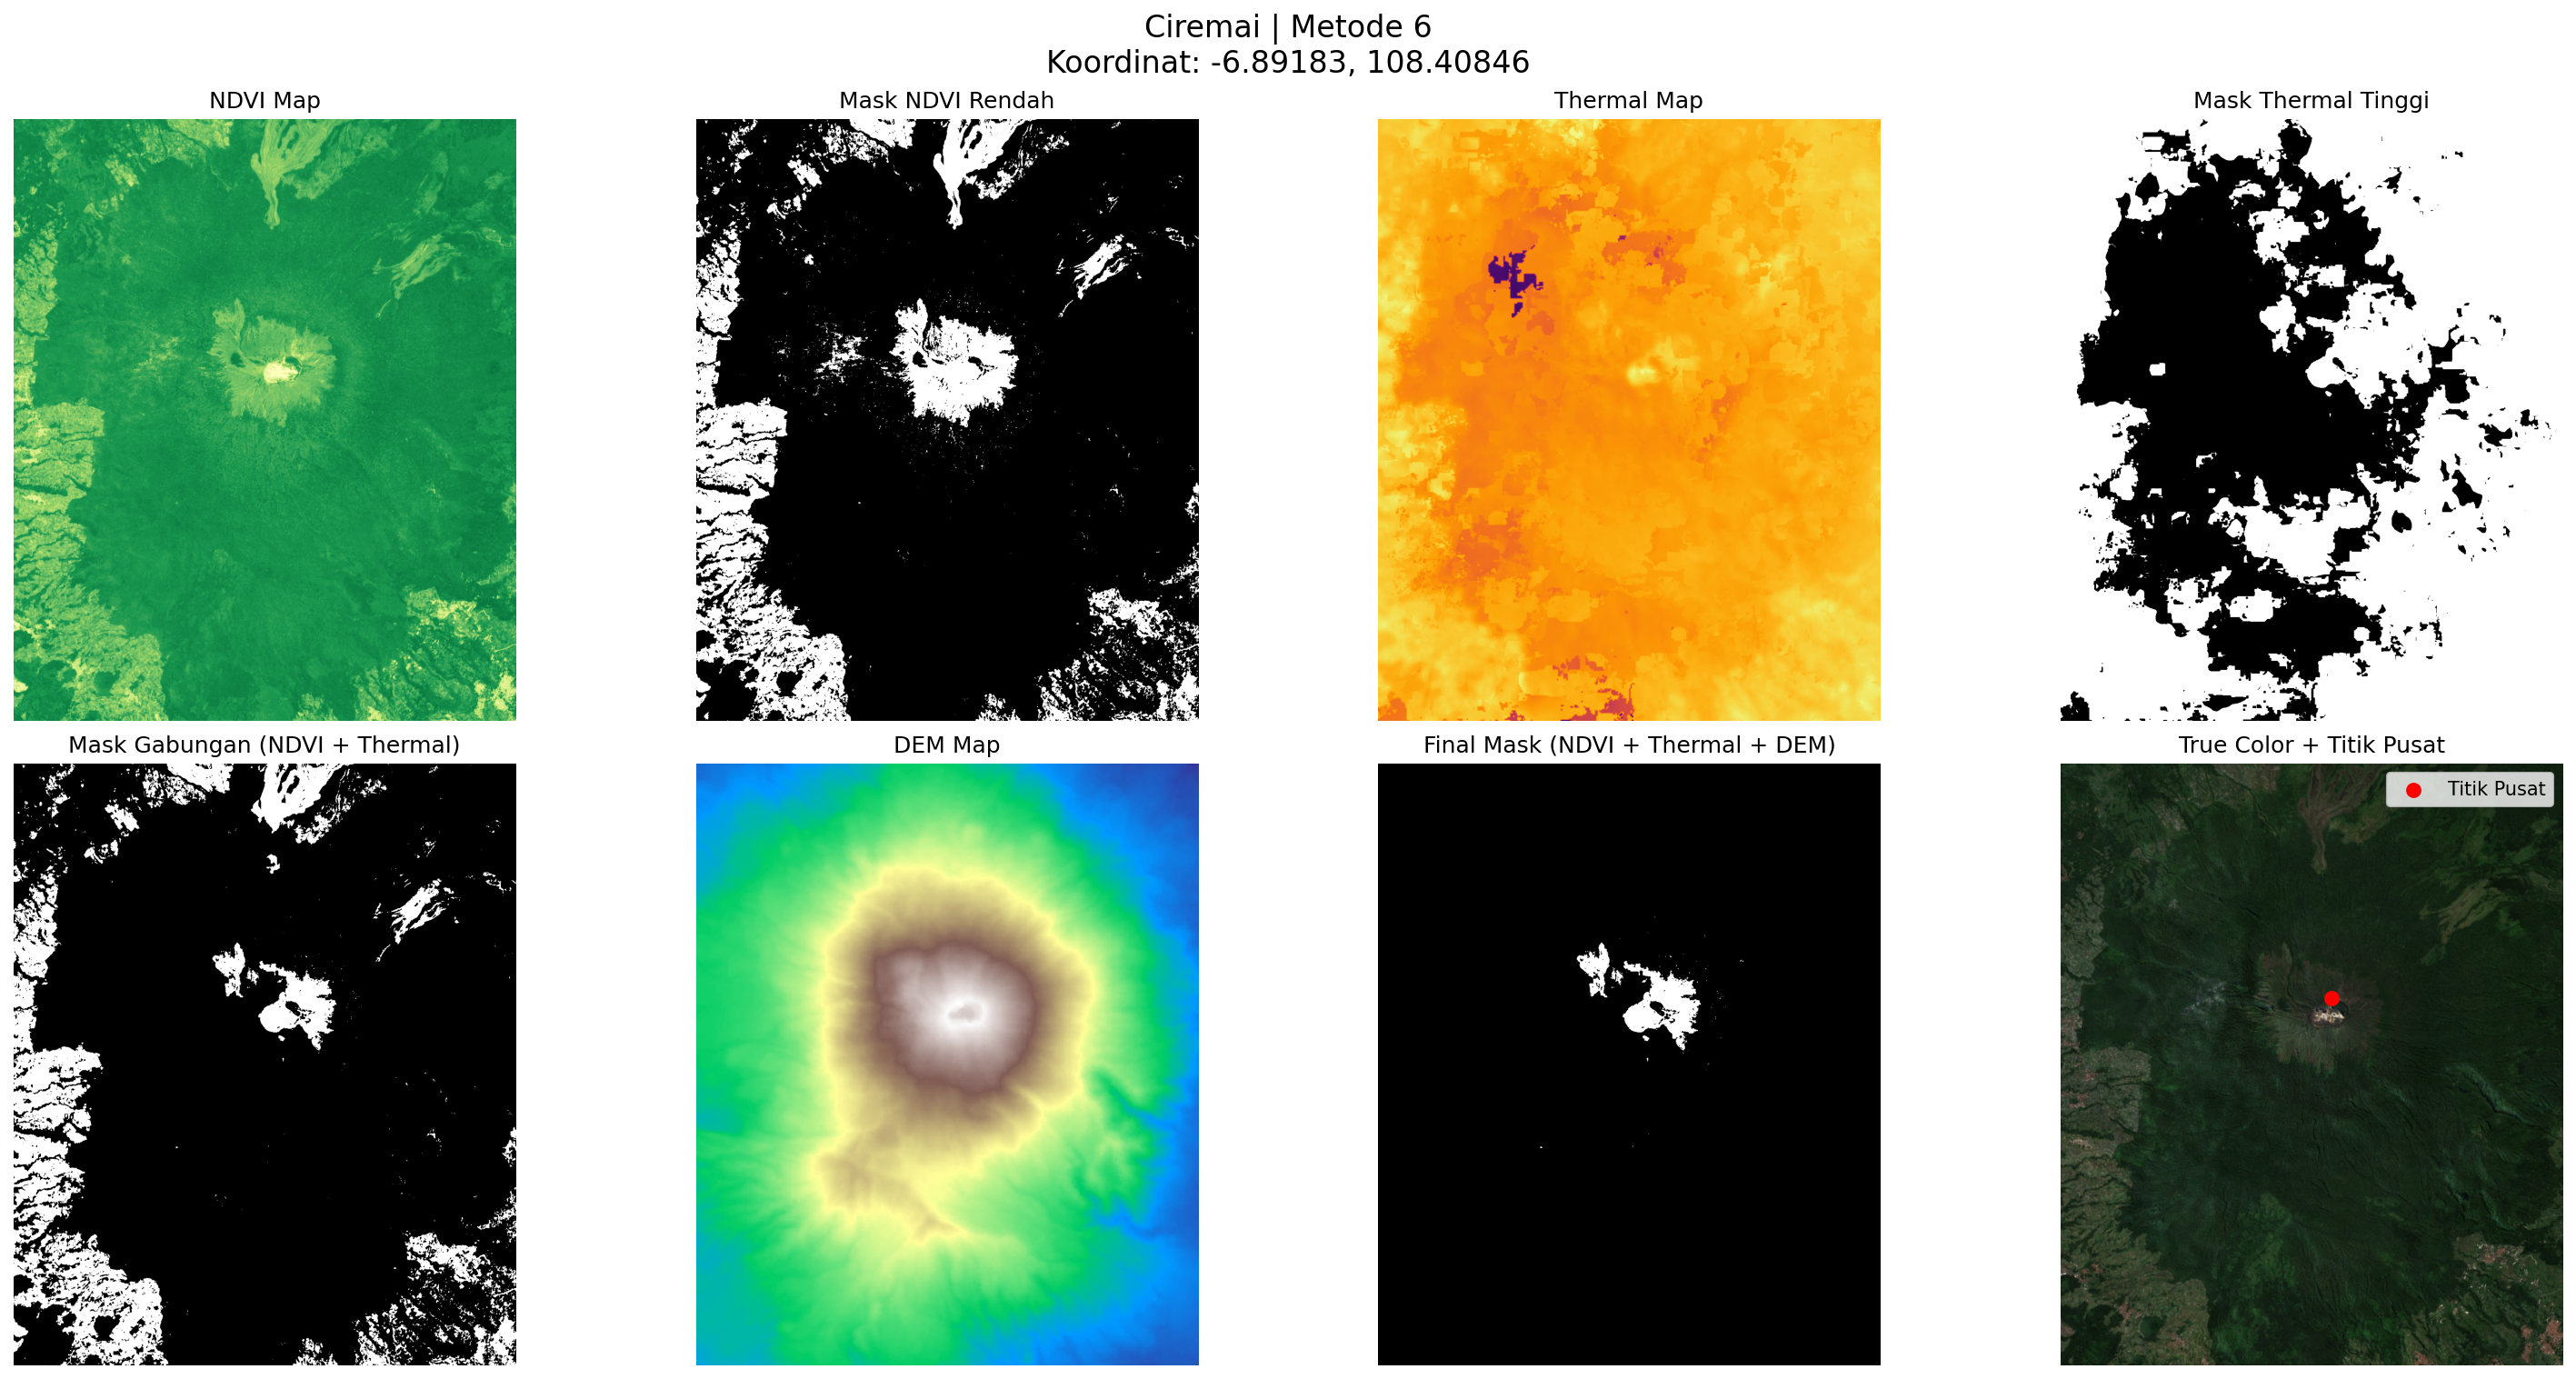 Ciremai | Metode 6
Koordinat: -6.89183, 108.40846
NDVI Map
Mask NDVI Rendah
Thermal Map
Mask Thermal Tinggi
Mask Gabungan (NDVI + Thermal)
DEM Map
Final Mask (NDVI + Thermal + DEM)
True Color + Titik Pusat
Titik Pusat